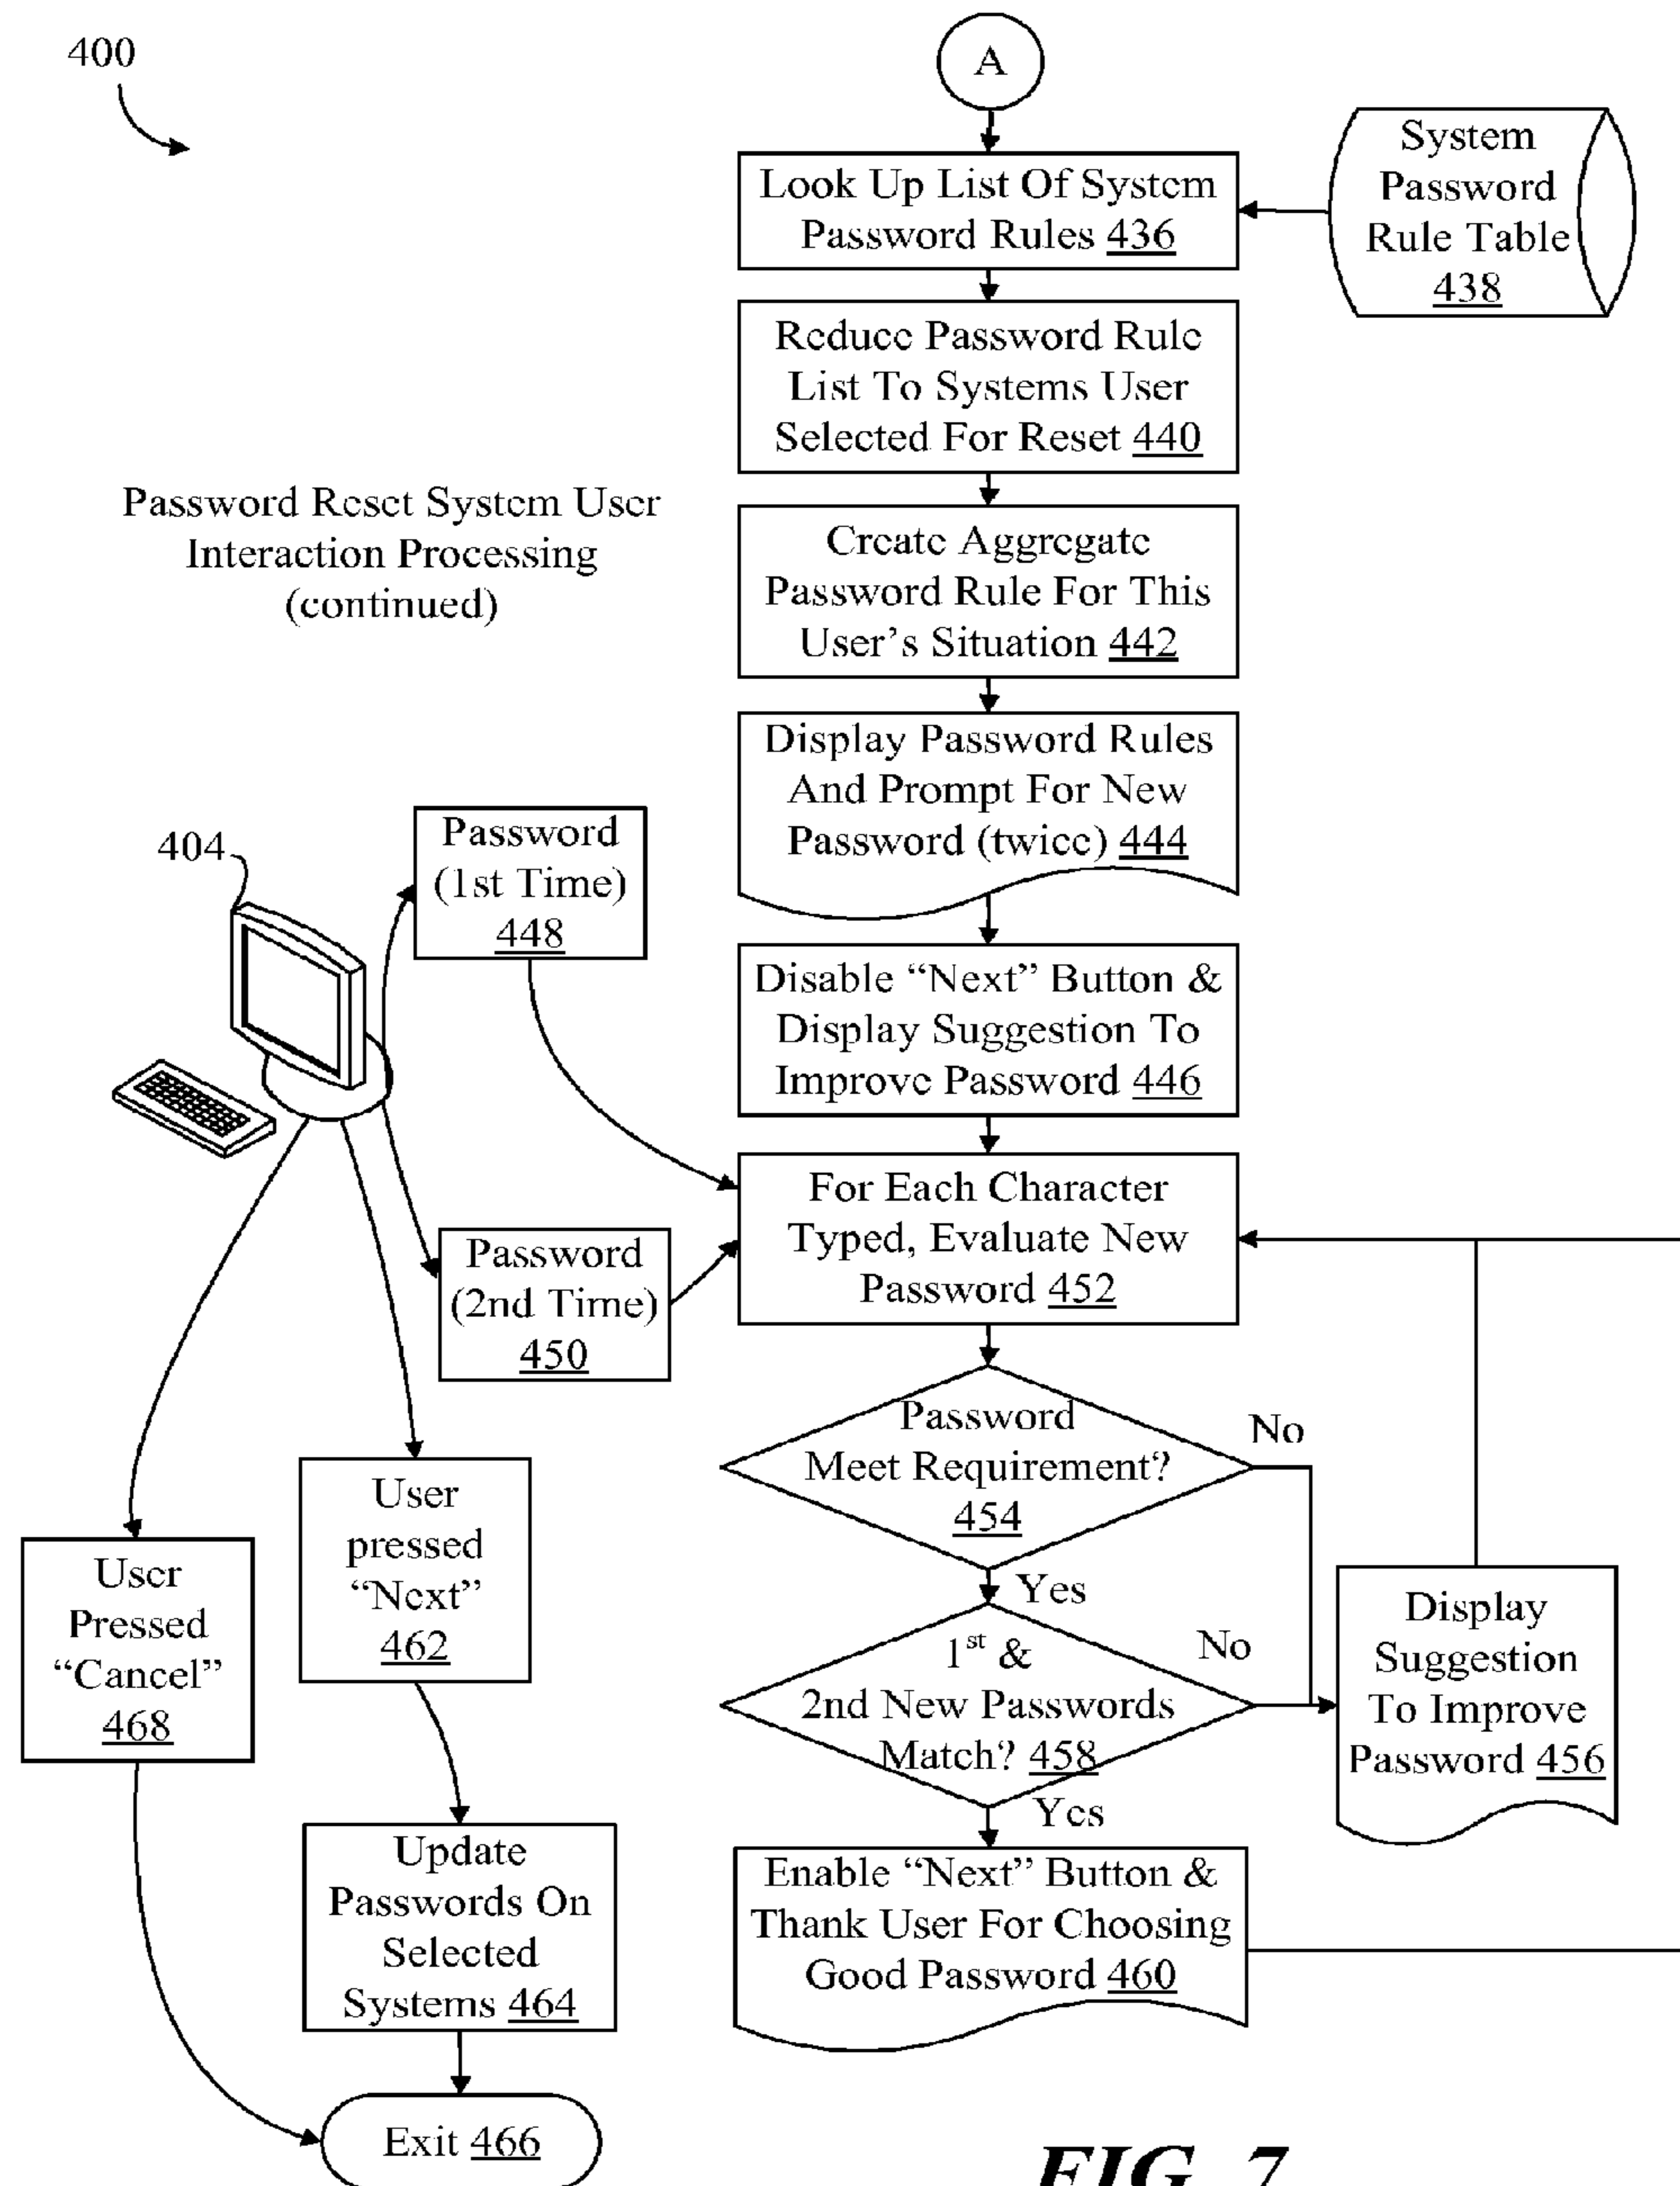 400
A
Look Up List Of System
Password Rules 436
System
Password
Rule Table
438
Reduce Password Rule
List To Systems User
Selected For Reset 440
Password Reset System User
Interaction Processing
(continued)
Create Aggregate
Password Rule For This
User’s Situation 442
Display Password Rules
And Prompt For New
Password (twice) 444
404
Password
(1st Time)
448
Disable “Next” Button &
Display Suggestion To
Improve Password 446
For Each Character
Typed, Evaluate New
Password 452
Password
(2nd Time)
450
Password
Meet Requirement?
454
No
Yes
User
Pressed
“Cancel”
468
User
pressed
“Next”
462
1st &
2nd New Passwords
Match? 458
No
Yes
Display
Suggestion
To Improve
Password 456
Update
Passwords On
Selected
Systems 464
Enable “Next” Button &
Thank User For Choosing
Good Password 460
Exit 466
FIG. 7